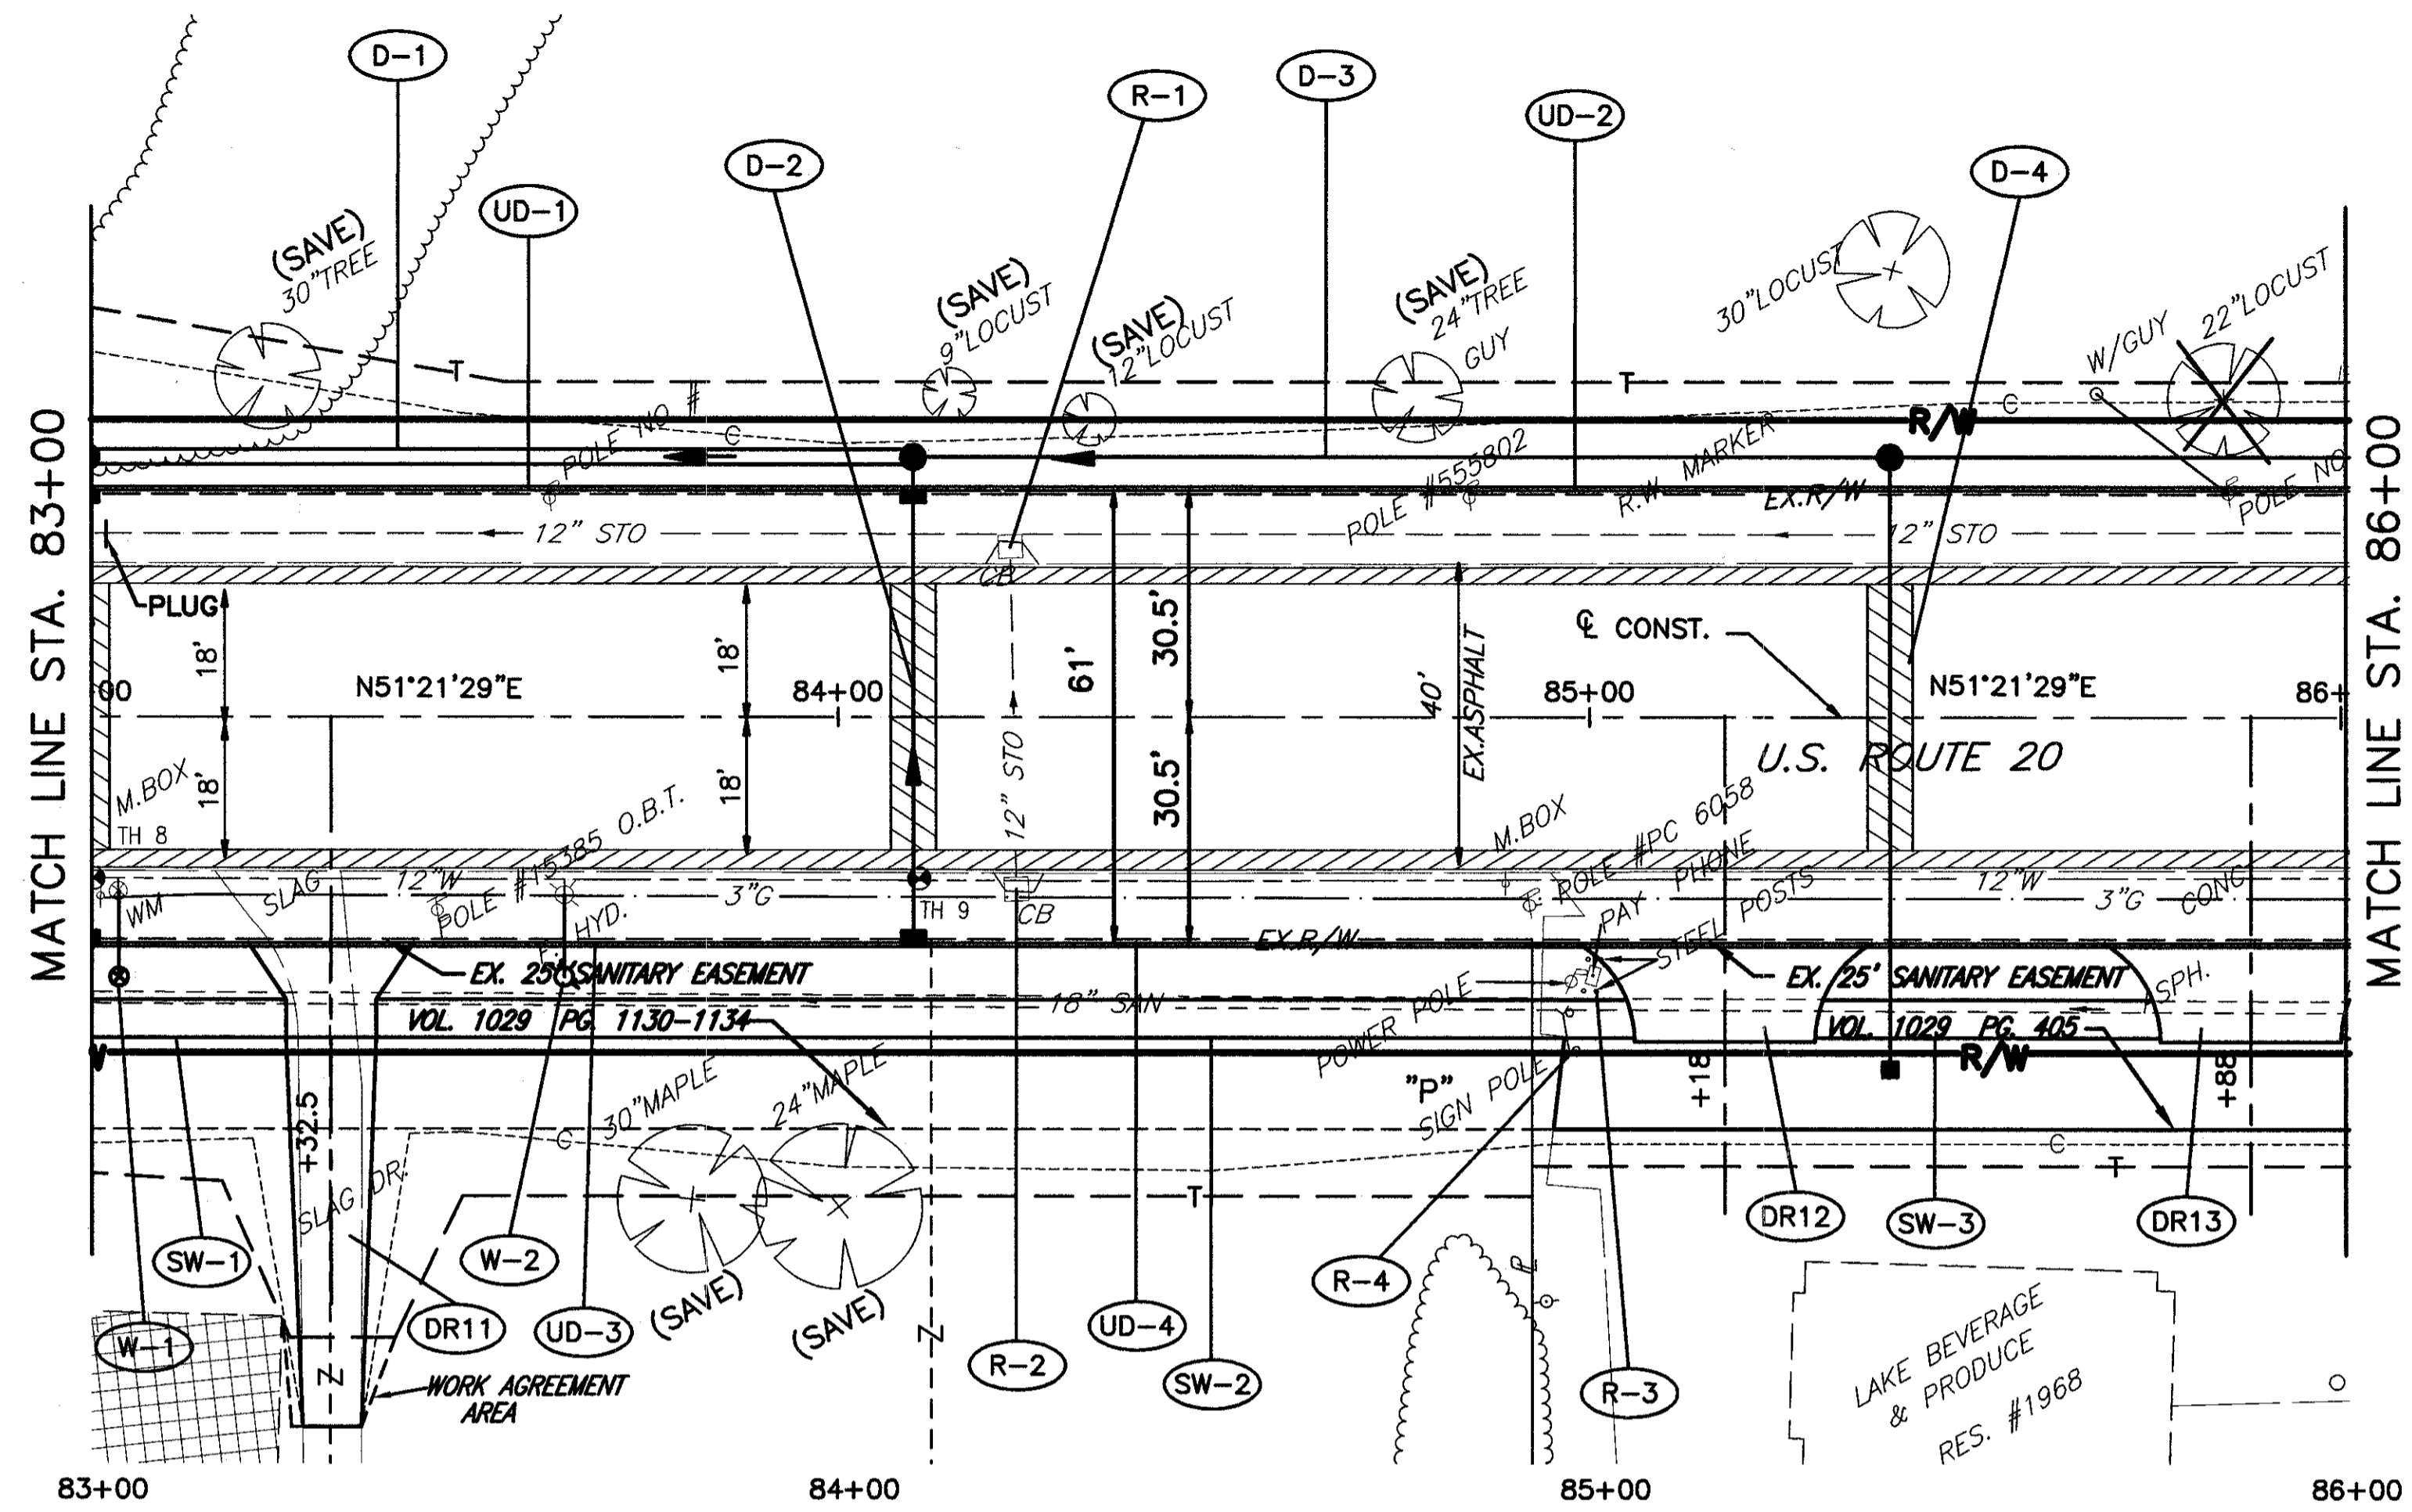 D-1
D-3
R-1
UD-2
D-2
D-4
UD-1
(SAVE)
30"TREE
(SAVE)
9"LOCUST
(SAVE)
12"LOCUST
(SAVE)
24"TREE
GUY
30"LOCUST
W/GUY
22"LOCUST
T
T
R/W
C
C
POLE NO #
POLE #555802
R.W. MARKER
EX.R/W
POLE NO
12" STO
12" STO
CB
PLUG
MATCH LINE STA. 83+00
MATCH LINE STA. 86+00
18'
18'
30.5'
61'
40'
EX.ASPHALT
℄ CONST.
00
N51°21'29"E
84+00
85+00
N51°21'29"E
86+
U.S. ROUTE 20
18'
18'
30.5'
12" STO
M.BOX
TH 8
M.BOX
POLE #15385 O.B.T.
POLE #PC 6058
PAY PHONE
STEEL POSTS
WM
SLAG
12"W
3"G
F. HYD.
TH 9
CB
12"W
3"G
CONC
EX.R/W
EX. 25' SANITARY EASEMENT
EX. 25' SANITARY EASEMENT
ASPH.
18" SAN
VOL. 1029 PG. 1130-1134
VOL. 1029 PG. 405
POWER POLE
R/W
"P"
SIGN POLE
+18
+88
+32.5
30"MAPLE
24"MAPLE
C
C
T
T
SLAG DR.
SW-1
W-2
DR12
SW-3
DR13
R-4
W-1
DR11
UD-3
(SAVE)
(SAVE)
UD-4
Z
Z
R-2
SW-2
R-3
WORK AGREEMENT
AREA
LAKE BEVERAGE
& PRODUCE
RES. #1968
83+00
84+00
85+00
86+00